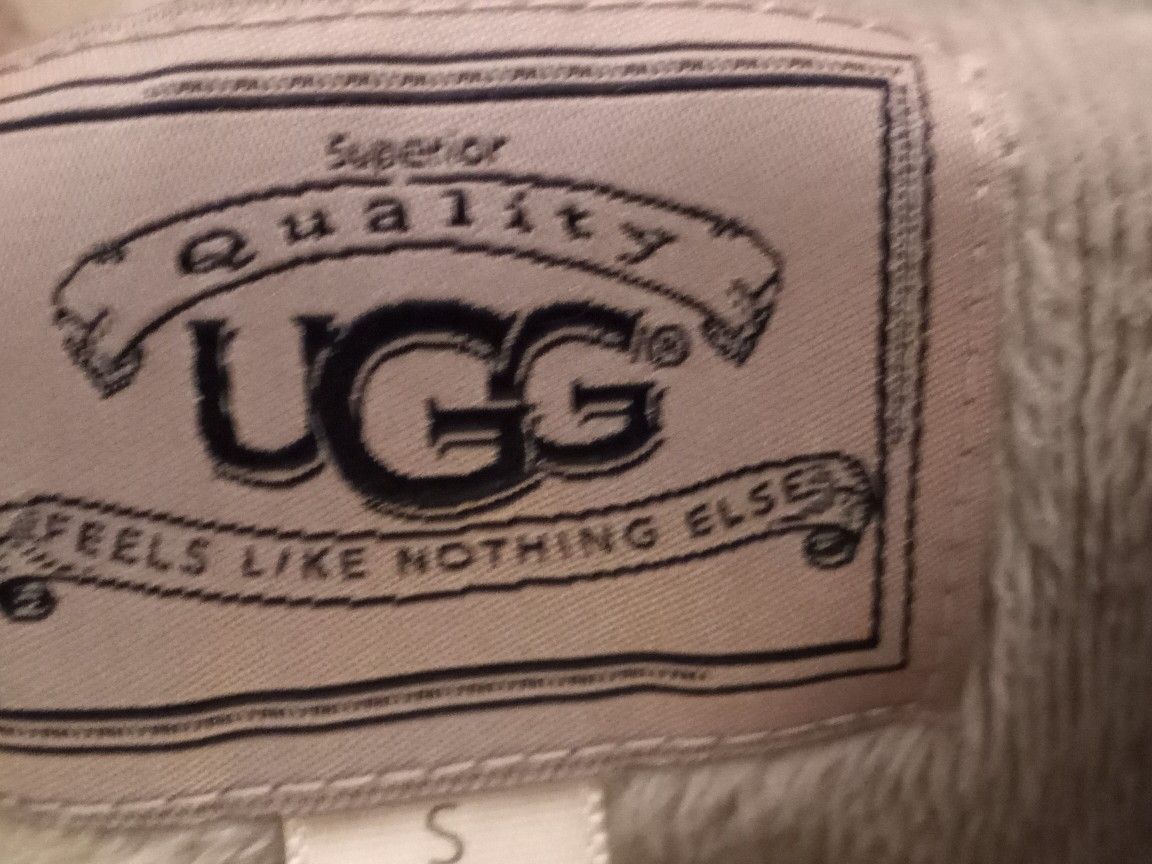 Superior
Quality
UGG®
FEELS LIKE NOTHING ELSE
S